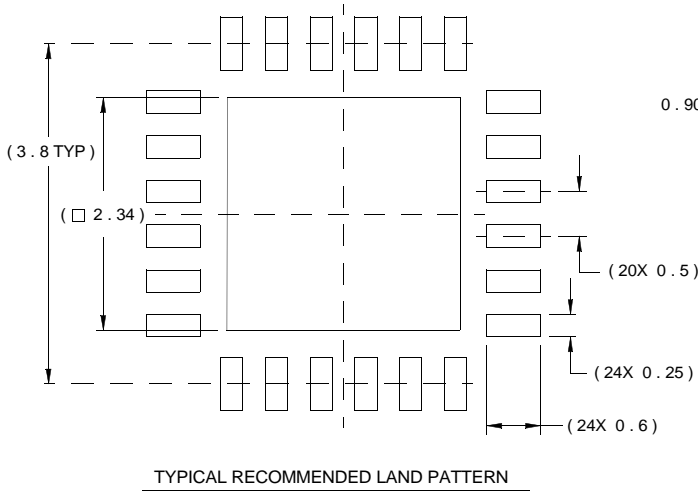 0.90
(3.8 TYP)
(□ 2.34)
(20X 0.5)
(24X 0.25)
(24X 0.6)
TYPICAL RECOMMENDED LAND PATTERN